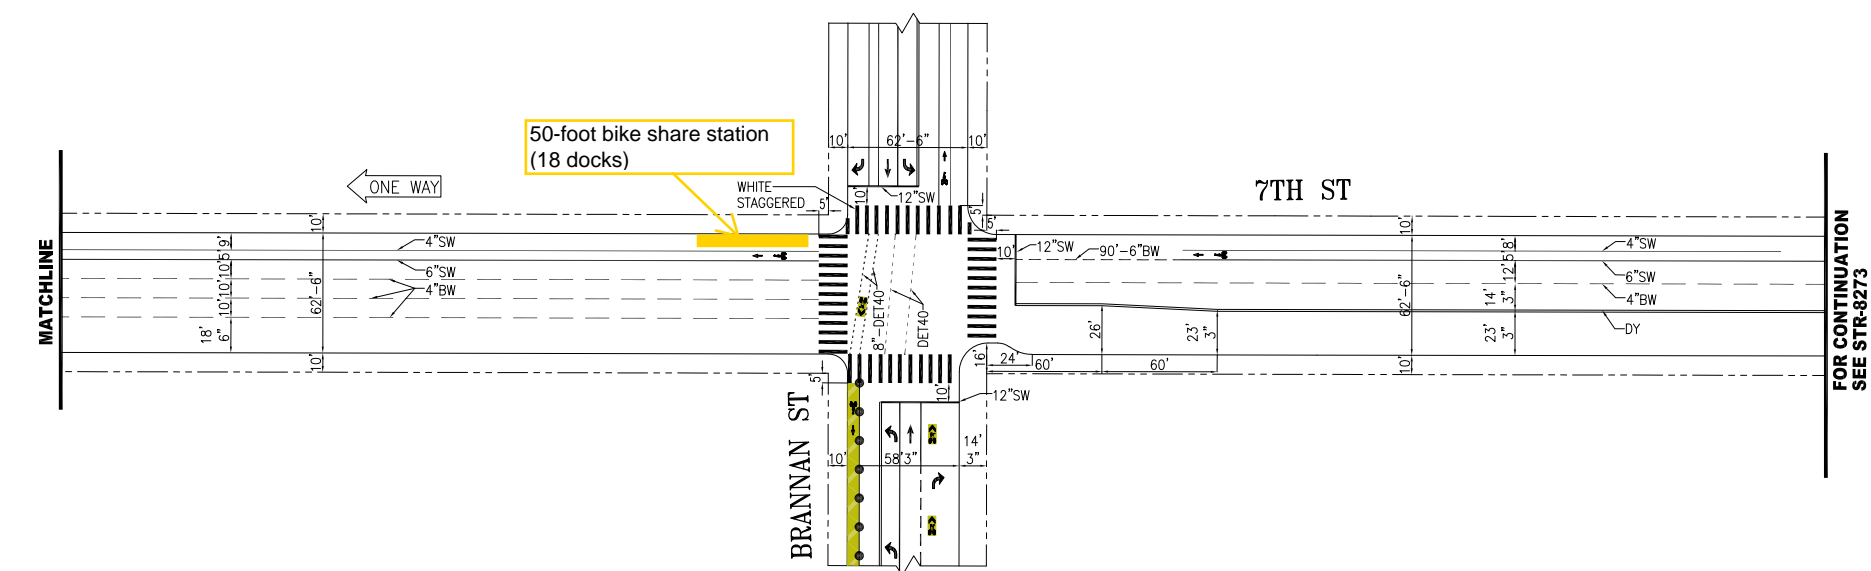 50-foot bike share station
(18 docks)
ONE WAY
WHITE
STAGGERED
5'
10'
62'-6"
10'
10'
12"SW
5'
5'
7TH ST
MATCHLINE
10'
9'
5'
10'
10'
10'
18'
6"
62'-6"
10'
4"SW
6"SW
4"BW
8"-DET40
DET40
10'
12"SW
90'-6"BW
26'
23'
3"
16'
24'
60'
60'
10'
8'
5'
12'
14'
3"
23'
3"
62'-6"
10'
4"SW
6"SW
4"BW
DY
FOR CONTINUATION
SEE STR-8273
5'
10'
12"SW
BRANNAN ST
10'
58'3"
14'
3"